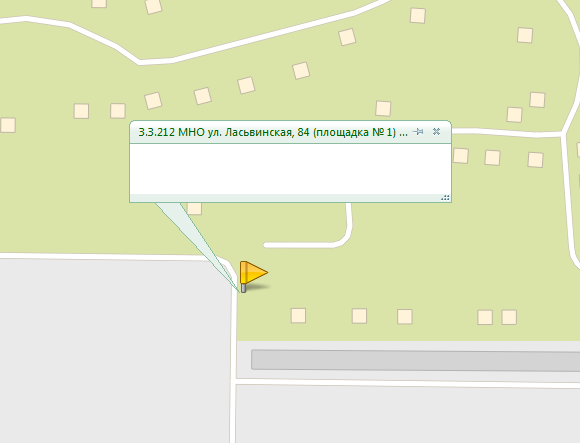 3.3.212 МНО ул. Ласьвинская, 84 (площадка № 1) ...